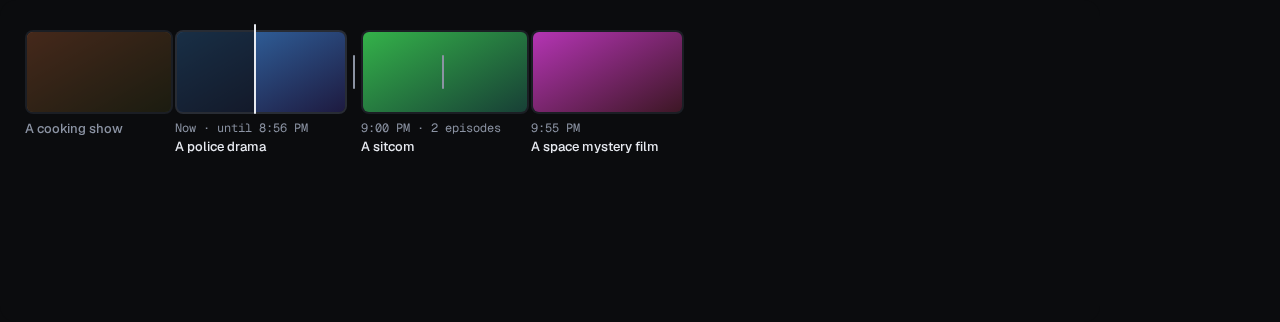 A cooking show
Now · until 8:56 PM
A police drama
9:00 PM · 2 episodes
A sitcom
9:55 PM
A space mystery film